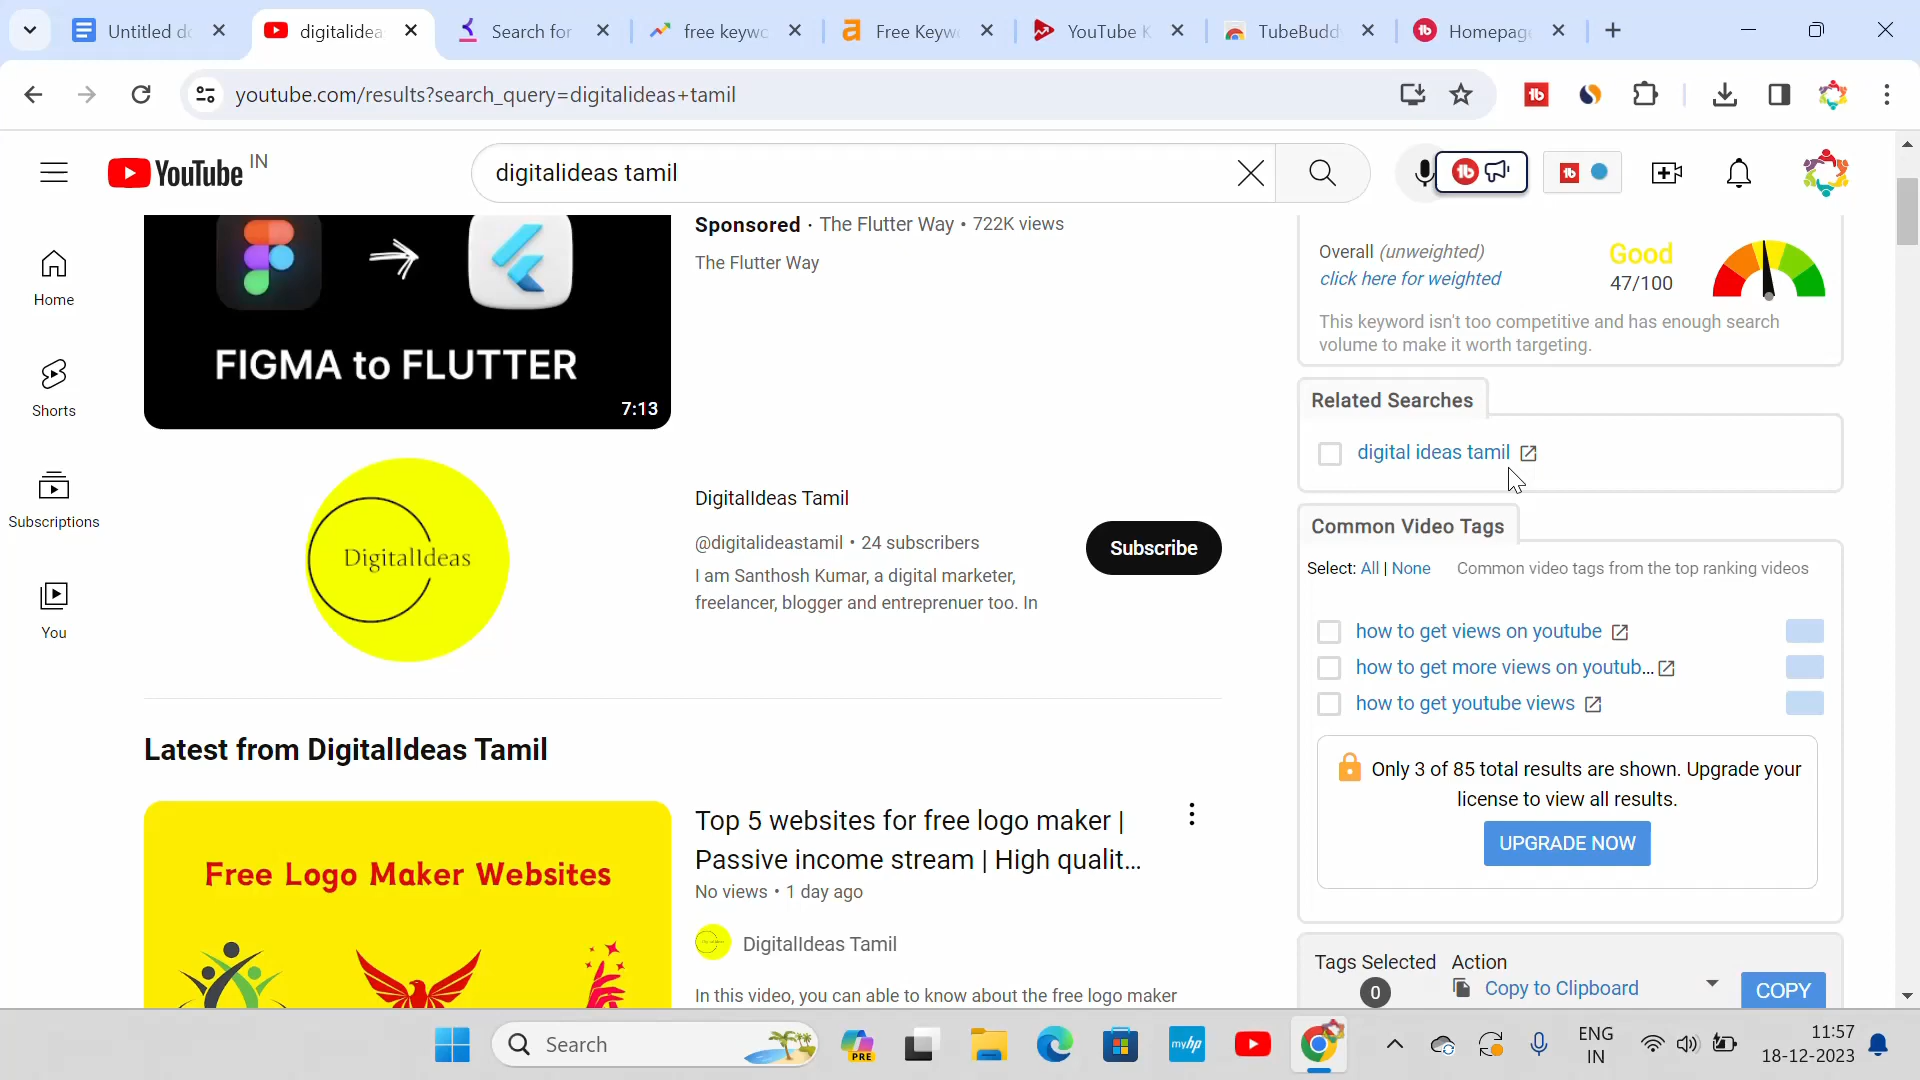 Untitled do
digitalidea
Search for
free keywo
Free Keyw
YouTube K
TubeBudd
Homepage
youtube.com/results?search_query=digitalideas+tamil
YouTube IN
digitalideas tamil
Home
Shorts
Subscriptions
You
FIGMA to FLUTTER
7:13
Sponsored · The Flutter Way • 722K views
The Flutter Way
DigitalIdeas
DigitalIdeas Tamil
@digitalideastamil • 24 subscribers
I am Santhosh Kumar, a digital marketer,
freelancer, blogger and entreprenuer too. In
Subscribe
Latest from DigitalIdeas Tamil
Free Logo Maker Websites
Top 5 websites for free logo maker |
Passive income stream | High qualit...
No views • 1 day ago
DigitalIdeas Tamil
In this video, you can able to know about the free logo maker
Overall (unweighted)
click here for weighted
Good
47/100
This keyword isn't too competitive and has enough search
volume to make it worth targeting.
Related Searches
digital ideas tamil
Common Video Tags
Select: All | None Common video tags from the top ranking videos
how to get views on youtube
how to get more views on youtub...
how to get youtube views
Only 3 of 85 total results are shown. Upgrade your
license to view all results.
UPGRADE NOW
Tags Selected
0
Action
Copy to Clipboard
COPY
Search
PRE
myhp
ENG
IN
11:57
18-12-2023